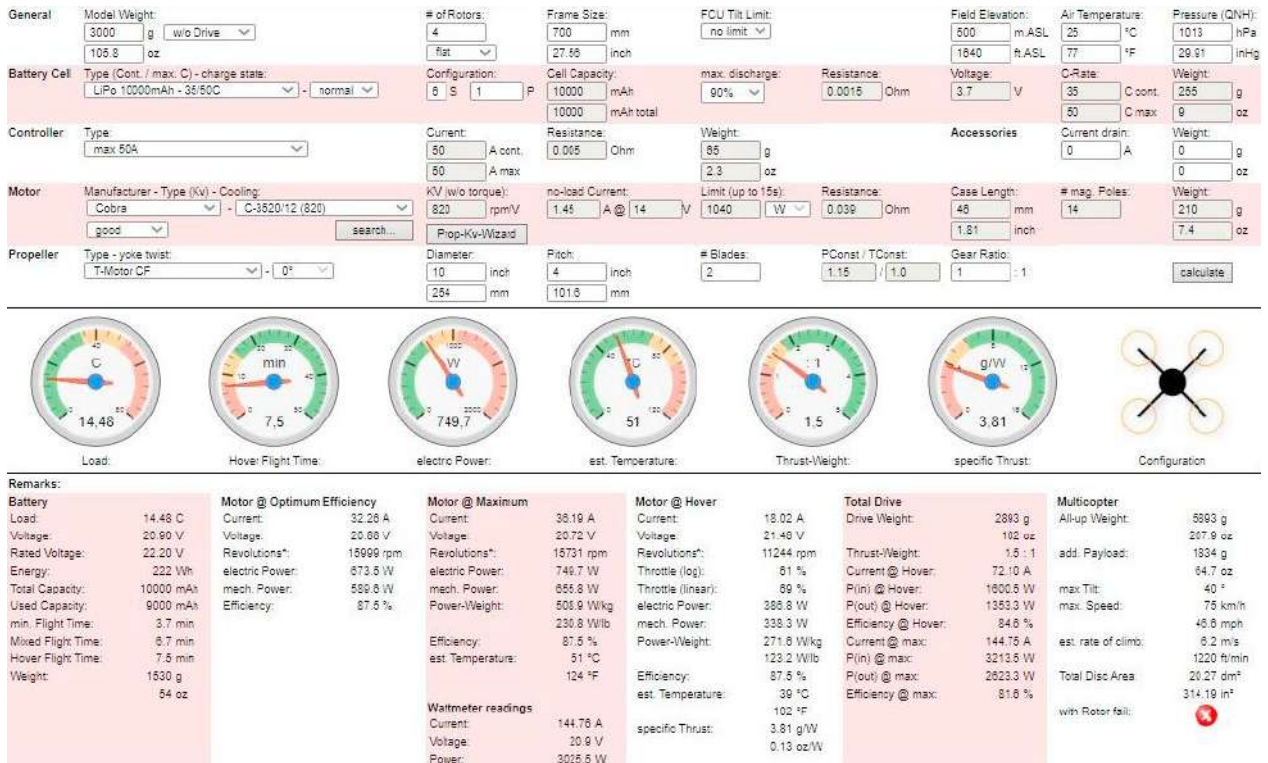 General Model Weight: # of Rotors: Frame Size: FCU Tilt Limit: Field Elevation: Air Temperature: Pressure (QNH):
3000 g w/o Drive 4 700 mm no limit 500 m.ASL 25 °C 1013 hPa
105.8 oz flat 27.56 inch 1640 ft.ASL 77 °F 29.91 inHg
Battery Cell Type (Cont. / max. C) - charge state: Configuration: Cell Capacity: max. discharge: Resistance: Voltage: C-Rate: Weight:
LiPo 10000mAh - 35/50C - normal 6 S 1 P 10000 mAh 90% 0.0015 Ohm 3.7 V 35 C cont. 255 g
10000 mAh total 50 C max 9 oz
Controller Type: Current: Resistance: Weight: Accessories Current drain: Weight:
max 50A 50 A cont. 0.005 Ohm 65 g 0 A 0 g
50 A max 2.3 oz 0 oz
Motor Manufacturer - Type (Kv) - Cooling: KV (w/o torque): no-load Current: Limit (up to 15s): Resistance: Case Length: # mag. Poles: Weight:
Cobra - C-3520/12 (820) 820 rpm/V 1.45 A @ 14 V 1040 W 0.039 Ohm 46 mm 14 210 g
good search... Prop-Kv-Wizard 1.81 inch 7.4 oz
Propeller Type - yoke twist: Diameter: Pitch: # Blades: PConst / TConst: Gear Ratio:
T-Motor CF - 0° 10 inch 4 inch 2 1.15 / 1.0 1 : 1 calculate
254 mm 101.6 mm
C min W °C : 1 g/W
14,48 7,5 749,7 51 1,5 3,81
Load: Hover Flight Time: electric Power: est. Temperature: Thrust-Weight: specific Thrust: Configuration
Remarks:
Battery
Load: 14.48 C
Voltage: 20.90 V
Rated Voltage: 22.20 V
Energy: 222 Wh
Total Capacity: 10000 mAh
Used Capacity: 9000 mAh
min. Flight Time: 3.7 min
Mixed Flight Time: 6.7 min
Hover Flight Time: 7.5 min
Weight: 1530 g
54 oz
Motor @ Optimum Efficiency
Current: 32.26 A
Voltage: 20.88 V
Revolutions*: 15999 rpm
electric Power: 673.5 W
mech. Power: 589.6 W
Efficiency: 87.5 %
Motor @ Maximum
Current: 36.19 A
Voltage: 20.72 V
Revolutions*: 15731 rpm
electric Power: 749.7 W
mech. Power: 655.8 W
Power-Weight: 508.9 W/kg
230.8 W/lb
Efficiency: 87.5 %
est. Temperature: 51 °C
124 °F
Wattmeter readings
Current: 144.76 A
Voltage: 20.9 V
Power: 3025.5 W
Motor @ Hover
Current: 18.02 A
Voltage: 21.46 V
Revolutions*: 11244 rpm
Throttle (log): 61 %
Throttle (linear): 69 %
electric Power: 386.8 W
mech. Power: 338.3 W
Power-Weight: 271.6 W/kg
123.2 W/lb
Efficiency: 87.5 %
est. Temperature: 39 °C
102 °F
specific Thrust: 3.81 g/W
0.13 oz/W
Total Drive
Drive Weight: 2893 g
102 oz
Thrust-Weight: 1.5 : 1
Current @ Hover: 72.10 A
P(in) @ Hover: 1600.5 W
P(out) @ Hover: 1353.3 W
Efficiency @ Hover: 84.6 %
Current @ max: 144.75 A
P(in) @ max: 3213.5 W
P(out) @ max: 2623.3 W
Efficiency @ max: 81.6 %
Multicopter
All-up Weight: 5893 g
207.9 oz
add. Payload: 1834 g
64.7 oz
max Tilt: 40 °
max. Speed: 75 km/h
46.6 mph
est. rate of climb: 6.2 m/s
1220 ft/min
Total Disc Area: 20.27 dm²
314.19 in²
with Rotor fail: